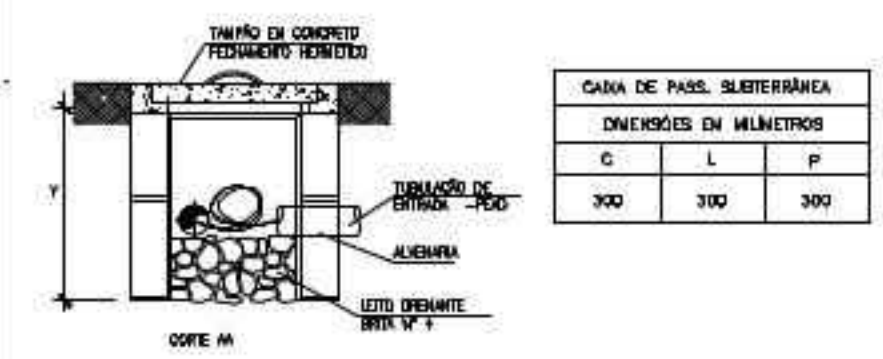 TAMPÃO EM CONCRETO
FECHAMENTO HERMETICO
Y
TUBULAÇÃO DE
ENTRADA -PEAD
ALVENARIA
LEITO DRENANTE
BRITA Nº 4
CORTE AA
CAIXA DE PASS. SUBTERRÂNEA
DIMENSÕES EM MILÍMETROS
C L P
300 300 300